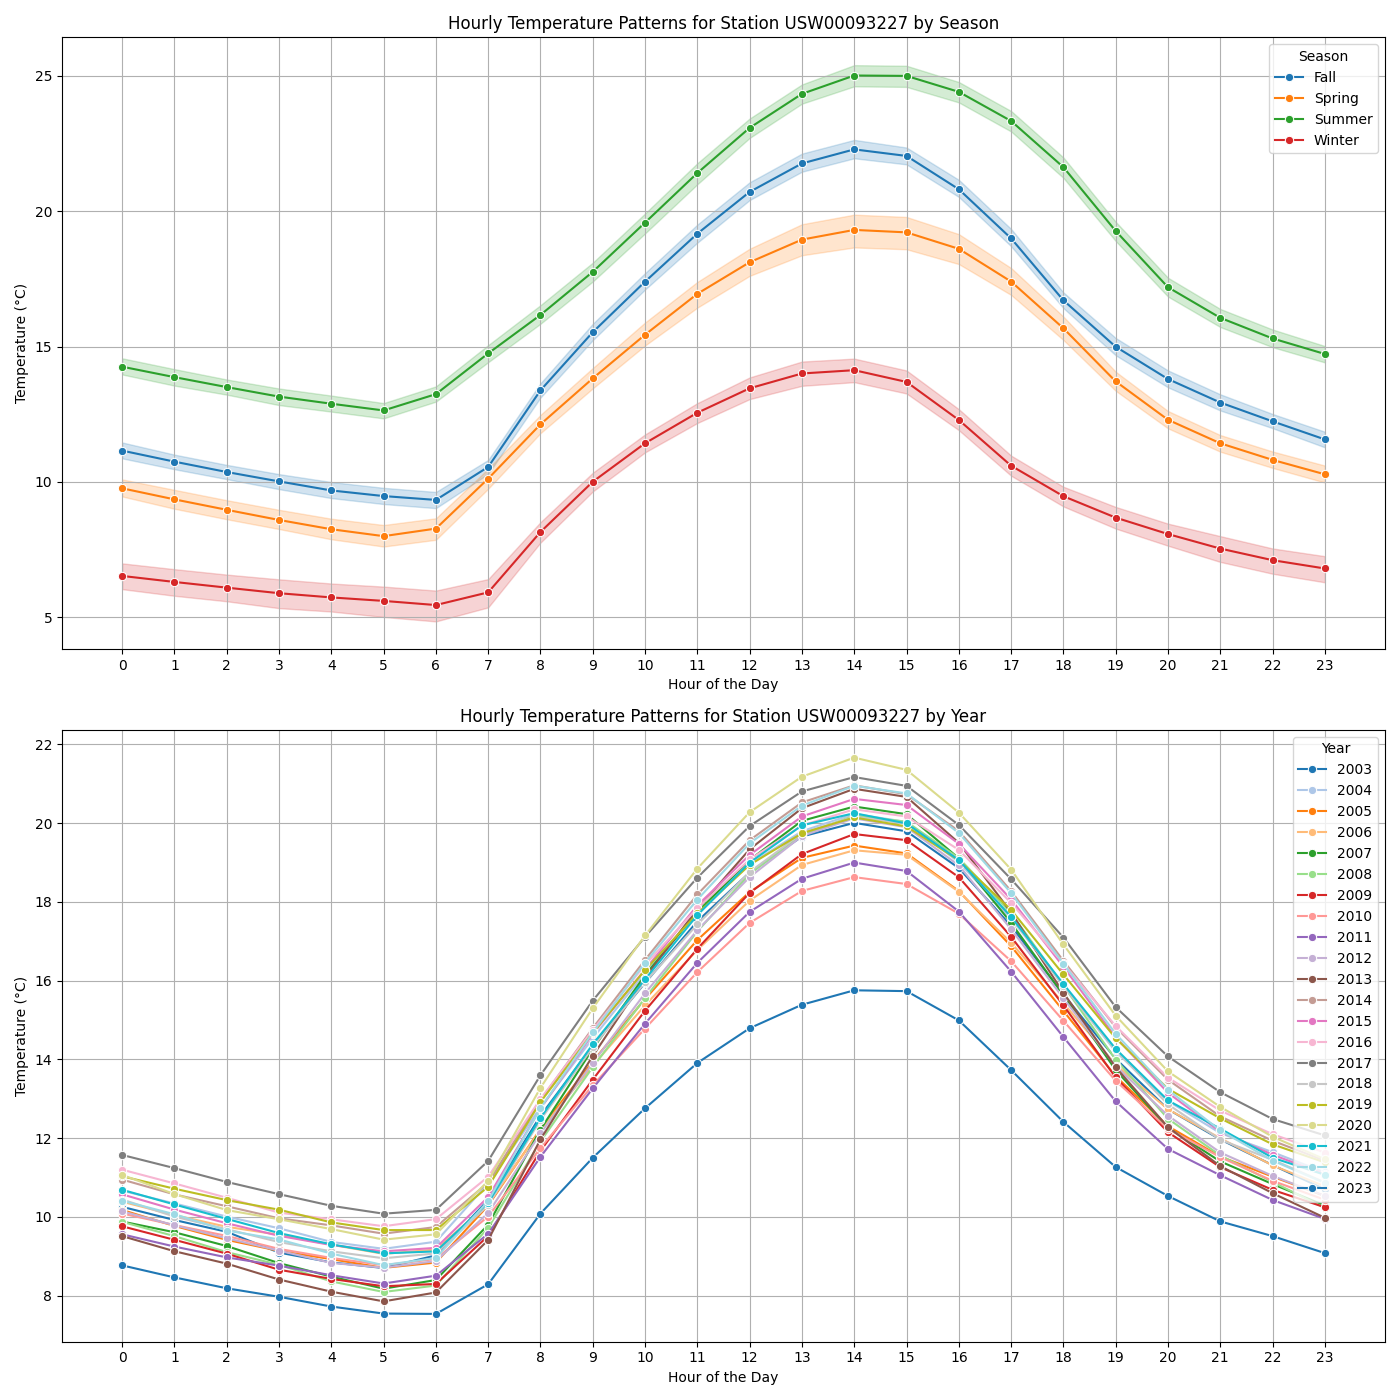 Hourly Temperature Patterns for Station USW00093227 by Season
Season
Fall
Spring
Summer
Winter
Temperature (°C)
25
20
15
10
5
0 1 2 3 4 5 6 7 8 9 10 11 12 13 14 15 16 17 18 19 20 21 22 23
Hour of the Day
Hourly Temperature Patterns for Station USW00093227 by Year
Year
2003
2004
2005
2006
2007
2008
2009
2010
2011
2012
2013
2014
2015
2016
2017
2018
2019
2020
2021
2022
2023
Temperature (°C)
22
20
18
16
14
12
10
8
0 1 2 3 4 5 6 7 8 9 10 11 12 13 14 15 16 17 18 19 20 21 22 23
Hour of the Day